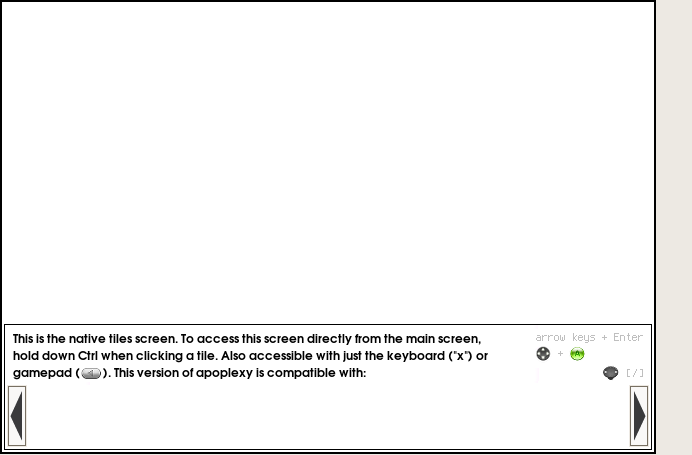 This is the native tiles screen. To access this screen directly from the main screen,
hold down Ctrl when clicking a tile. Also accessible with just the keyboard ("x") or
gamepad ( ). This version of apoplexy is compatible with:
arrow keys + Enter
+ A
[/]